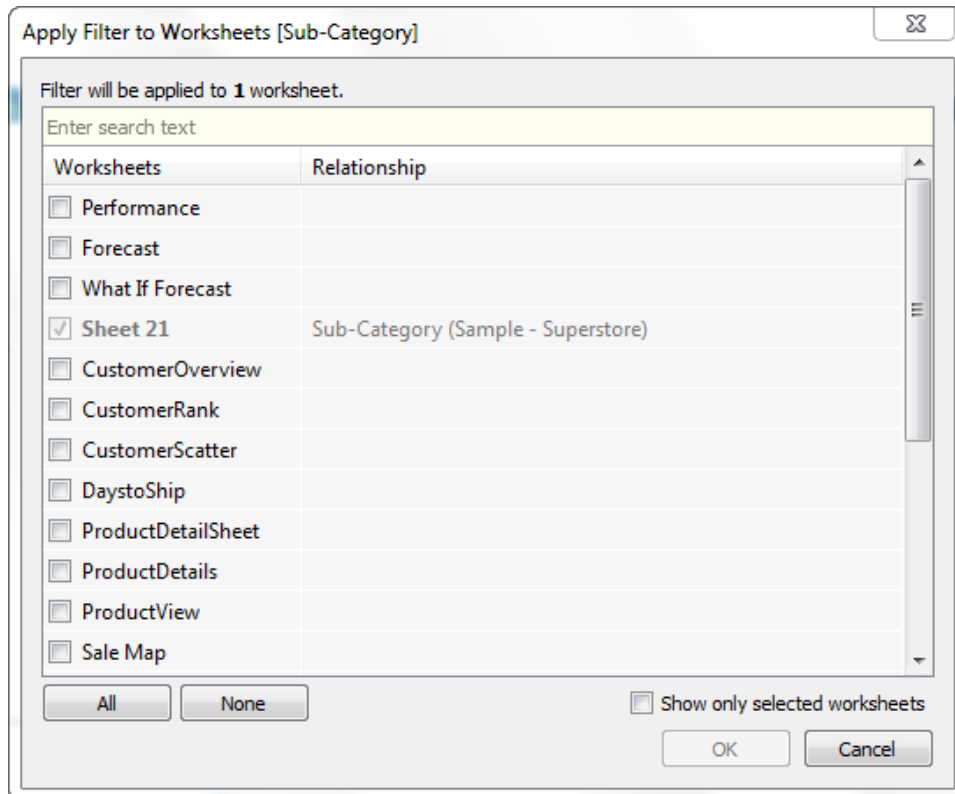 Apply Filter to Worksheets [Sub-Category]
Filter will be applied to 1 worksheet.
Enter search text
Worksheets Relationship
Performance
Forecast
What If Forecast
Sheet 21 Sub-Category (Sample - Superstore)
CustomerOverview
CustomerRank
CustomerScatter
DaystoShip
ProductDetailSheet
ProductDetails
ProductView
Sale Map
All None Show only selected worksheets
OK Cancel